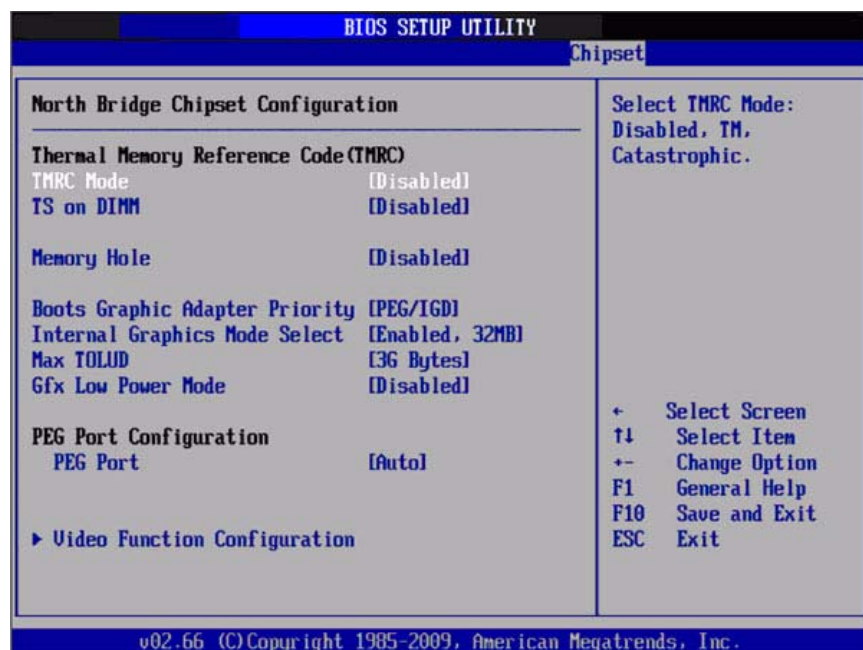 BIOS SETUP UTILITY
Chipset
North Bridge Chipset Configuration
Thermal Memory Reference Code(TMRC)
TMRC Mode [Disabled]
TS on DIMM [Disabled]
Memory Hole [Disabled]
Boots Graphic Adapter Priority [PEG/IGD]
Internal Graphics Mode Select [Enabled, 32MB]
Max TOLUD [3G Bytes]
Gfx Low Power Mode [Disabled]
PEG Port Configuration
PEG Port [Auto]
▶ Video Function Configuration
Select TMRC Mode:
Disabled, TM,
Catastrophic.
← Select Screen
↑↓ Select Item
+- Change Option
F1 General Help
F10 Save and Exit
ESC Exit
v02.66 (C)Copyright 1985-2009, American Megatrends, Inc.